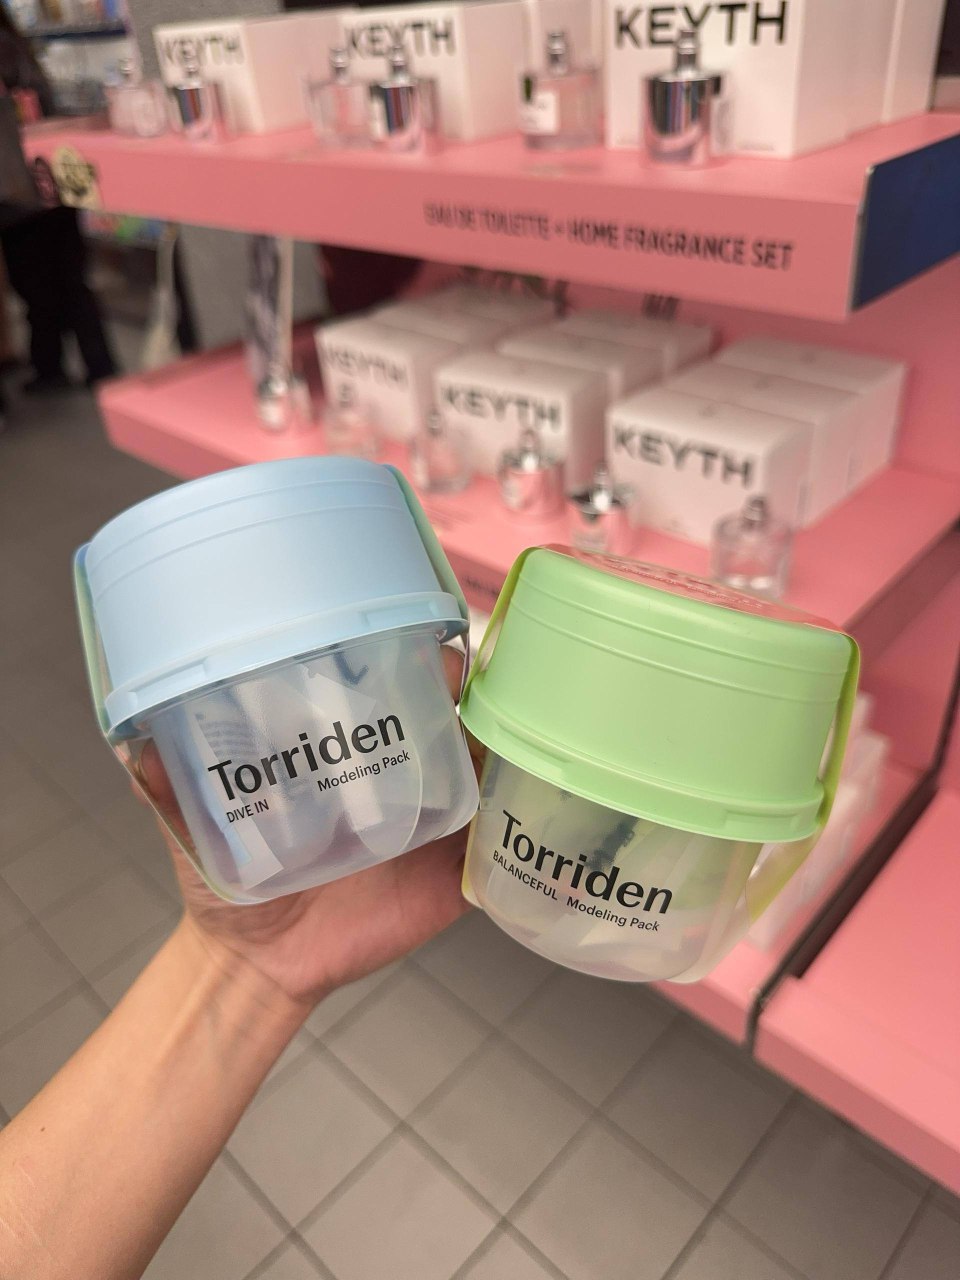 KEYTH
KEYTH
KEYTH
EAU DE TOILETTE + HOME FRAGRANCE SET
KEYTH
KEYTH
KEYTH
Torriden
DIVE IN
Modeling Pack
Torriden
BALANCEFUL Modeling Pack